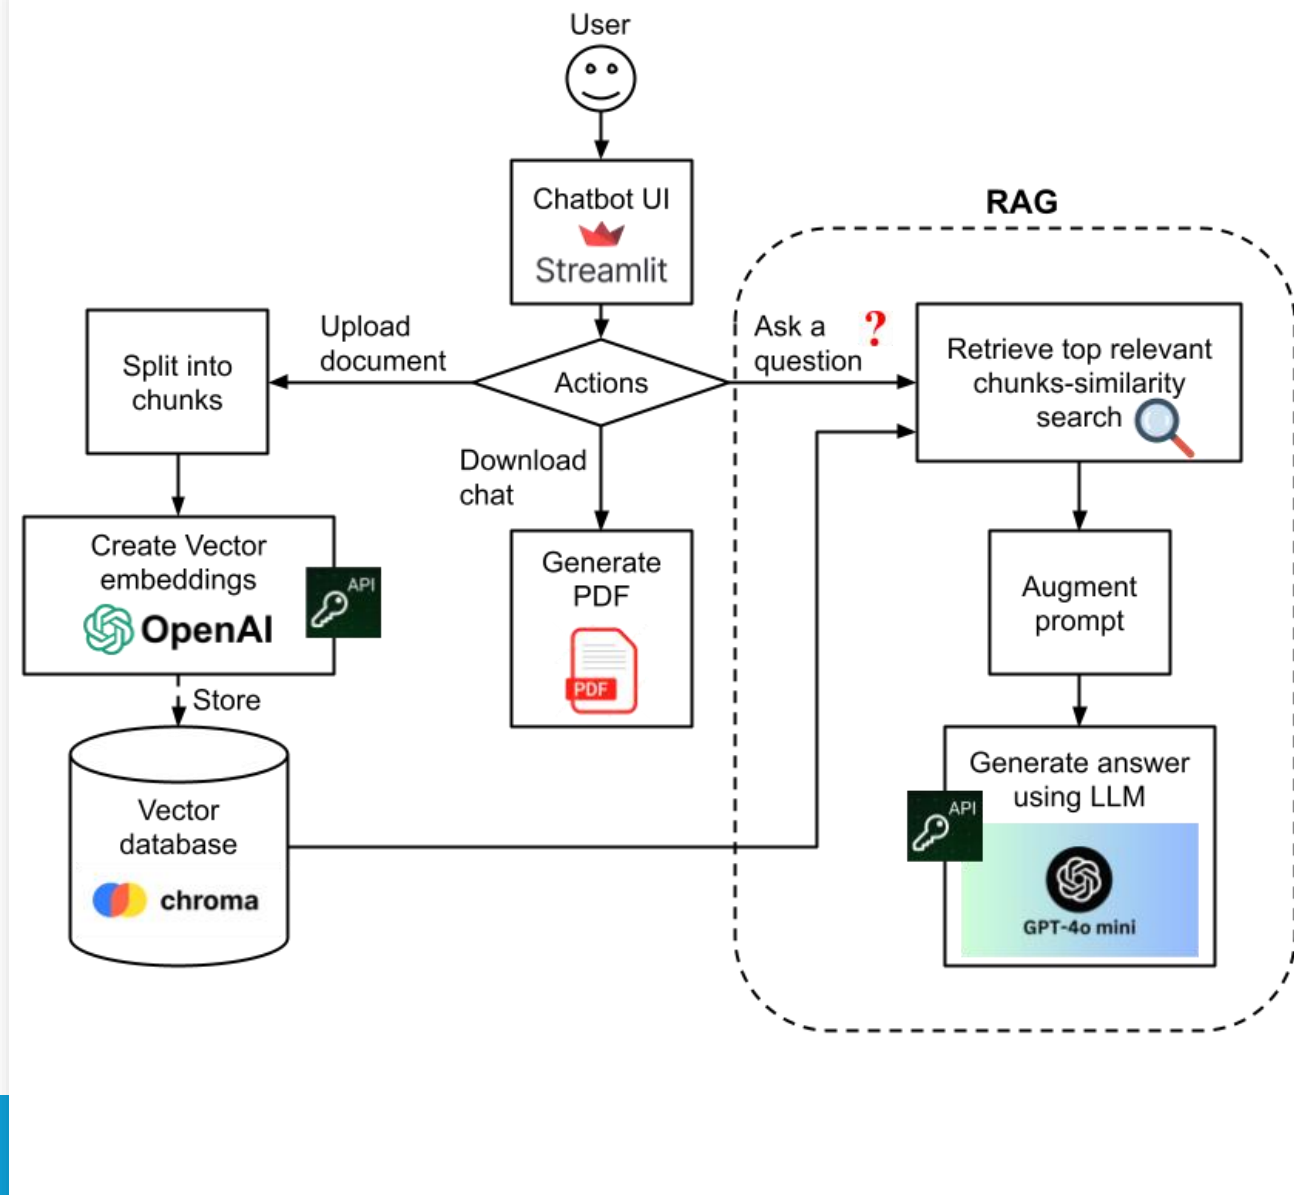 User
Chatbot UI
Streamlit
RAG
Upload
document
Actions
Ask a
question
?
Retrieve top relevant
chunks-similarity
search
Split into
chunks
Download
chat
Create Vector
embeddings
OpenAI
API
Generate
PDF
PDF
Augment
prompt
Store
Vector
database
chroma
Generate answer
using LLM
API
GPT-4o mini